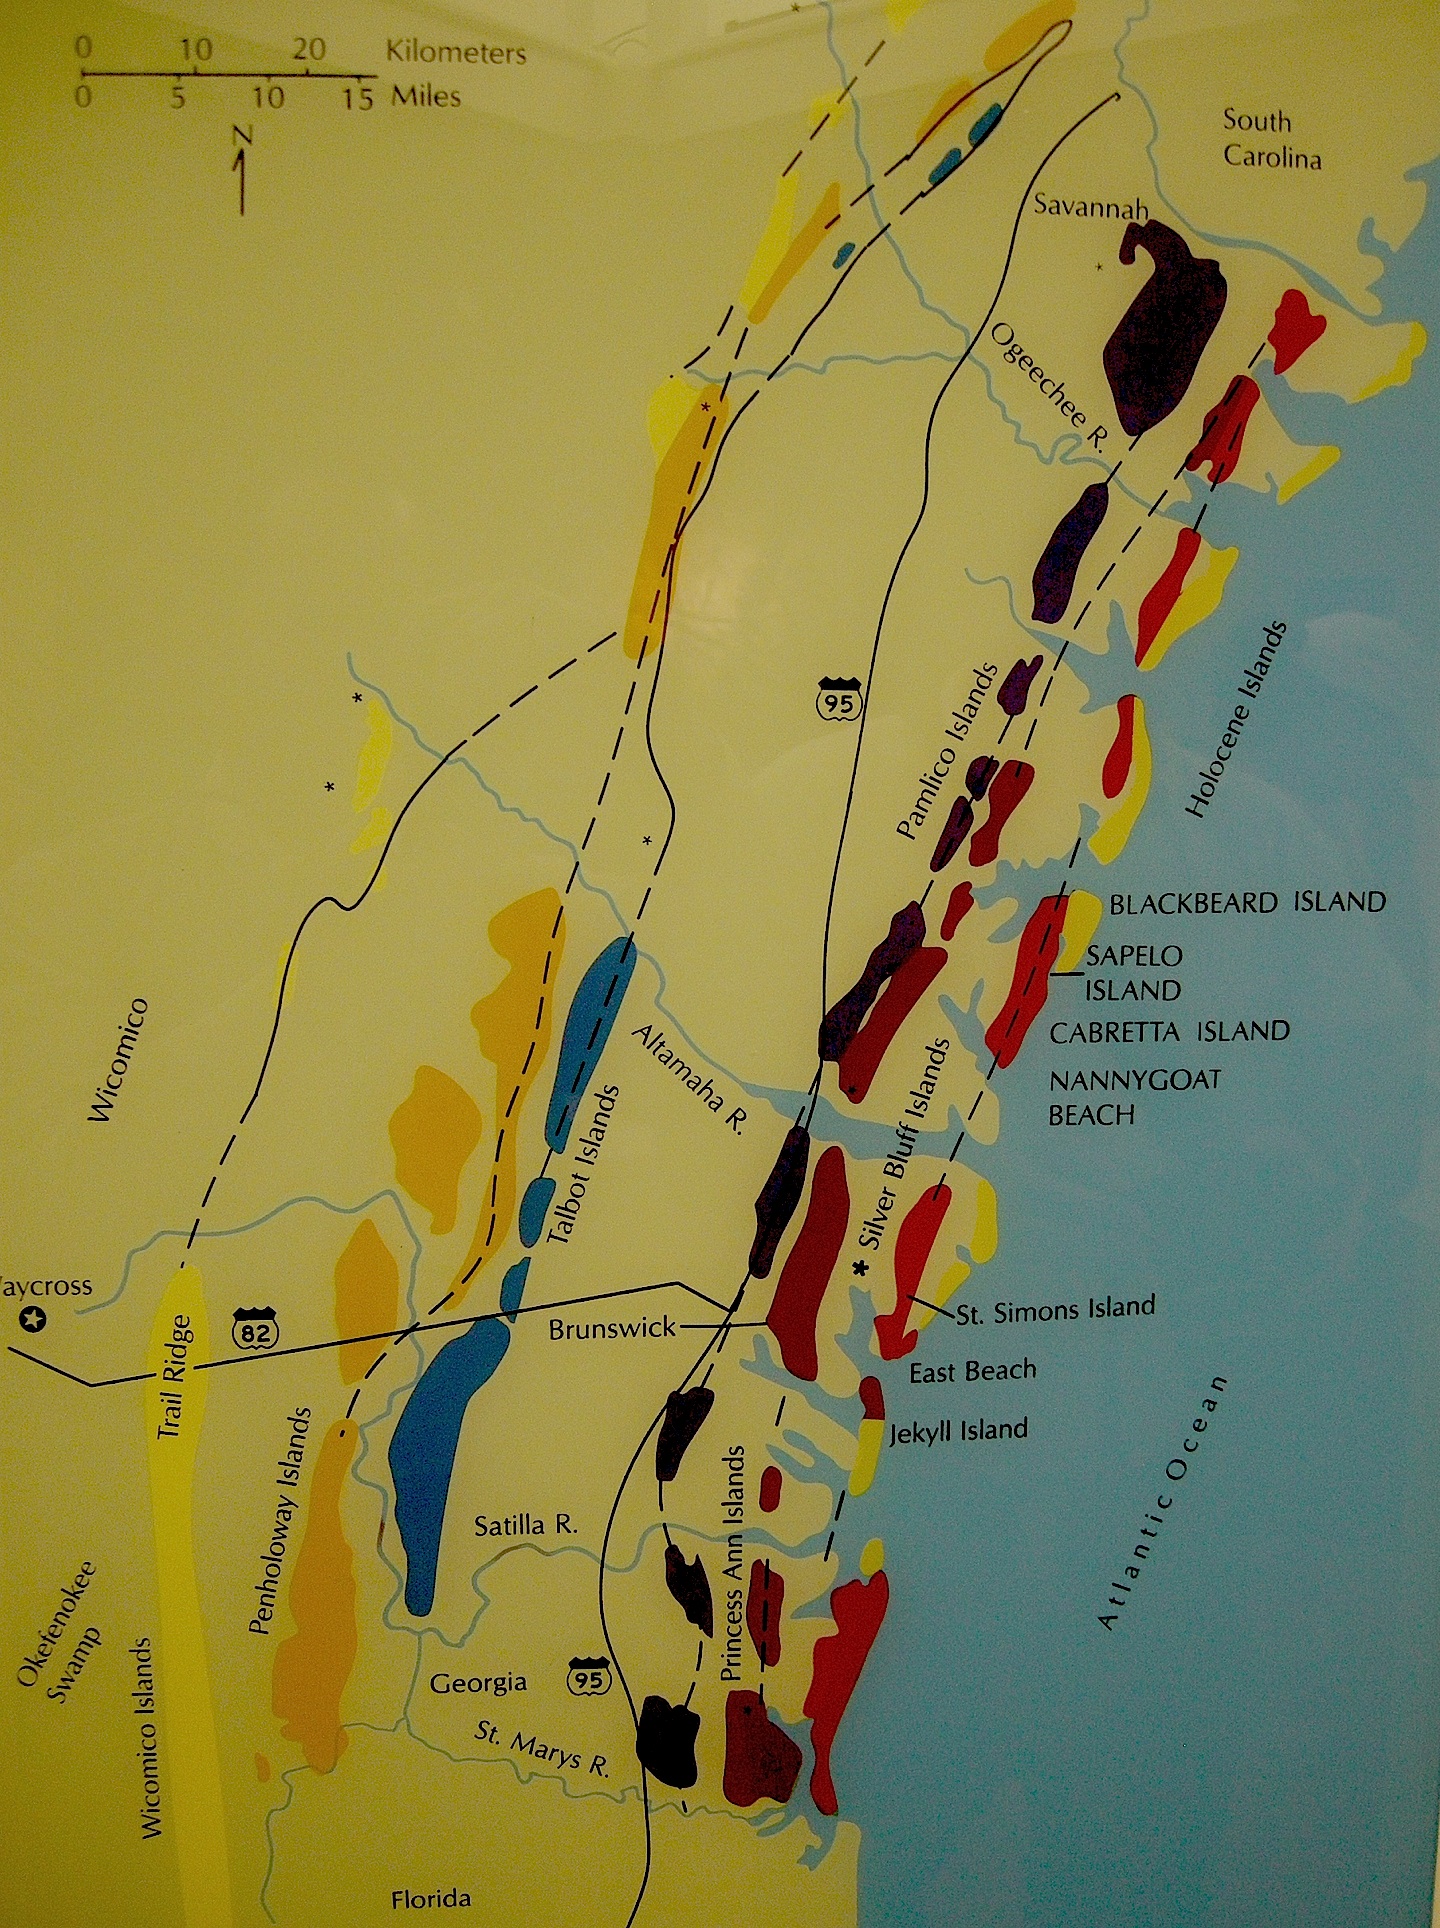 0 10 20 Kilometers
0 5 10 15 Miles
N
South
Carolina
Savannah
Ogeechee R.
95
Pamlico Islands
Holocene Islands
BLACKBEARD ISLAND
SAPELO
ISLAND
CABRETTA ISLAND
NANNYGOAT
BEACH
Wicomico
Altamaha R.
Silver Bluff Islands
Talbot Islands
aycross
82
Trail Ridge
Brunswick
St. Simons Island
East Beach
Jekyll Island
Atlantic Ocean
Penholoway Islands
Princess Ann Islands
Satilla R.
Okefenokee
Swamp
Wicomico Islands
Georgia
95
St. Marys R.
Florida